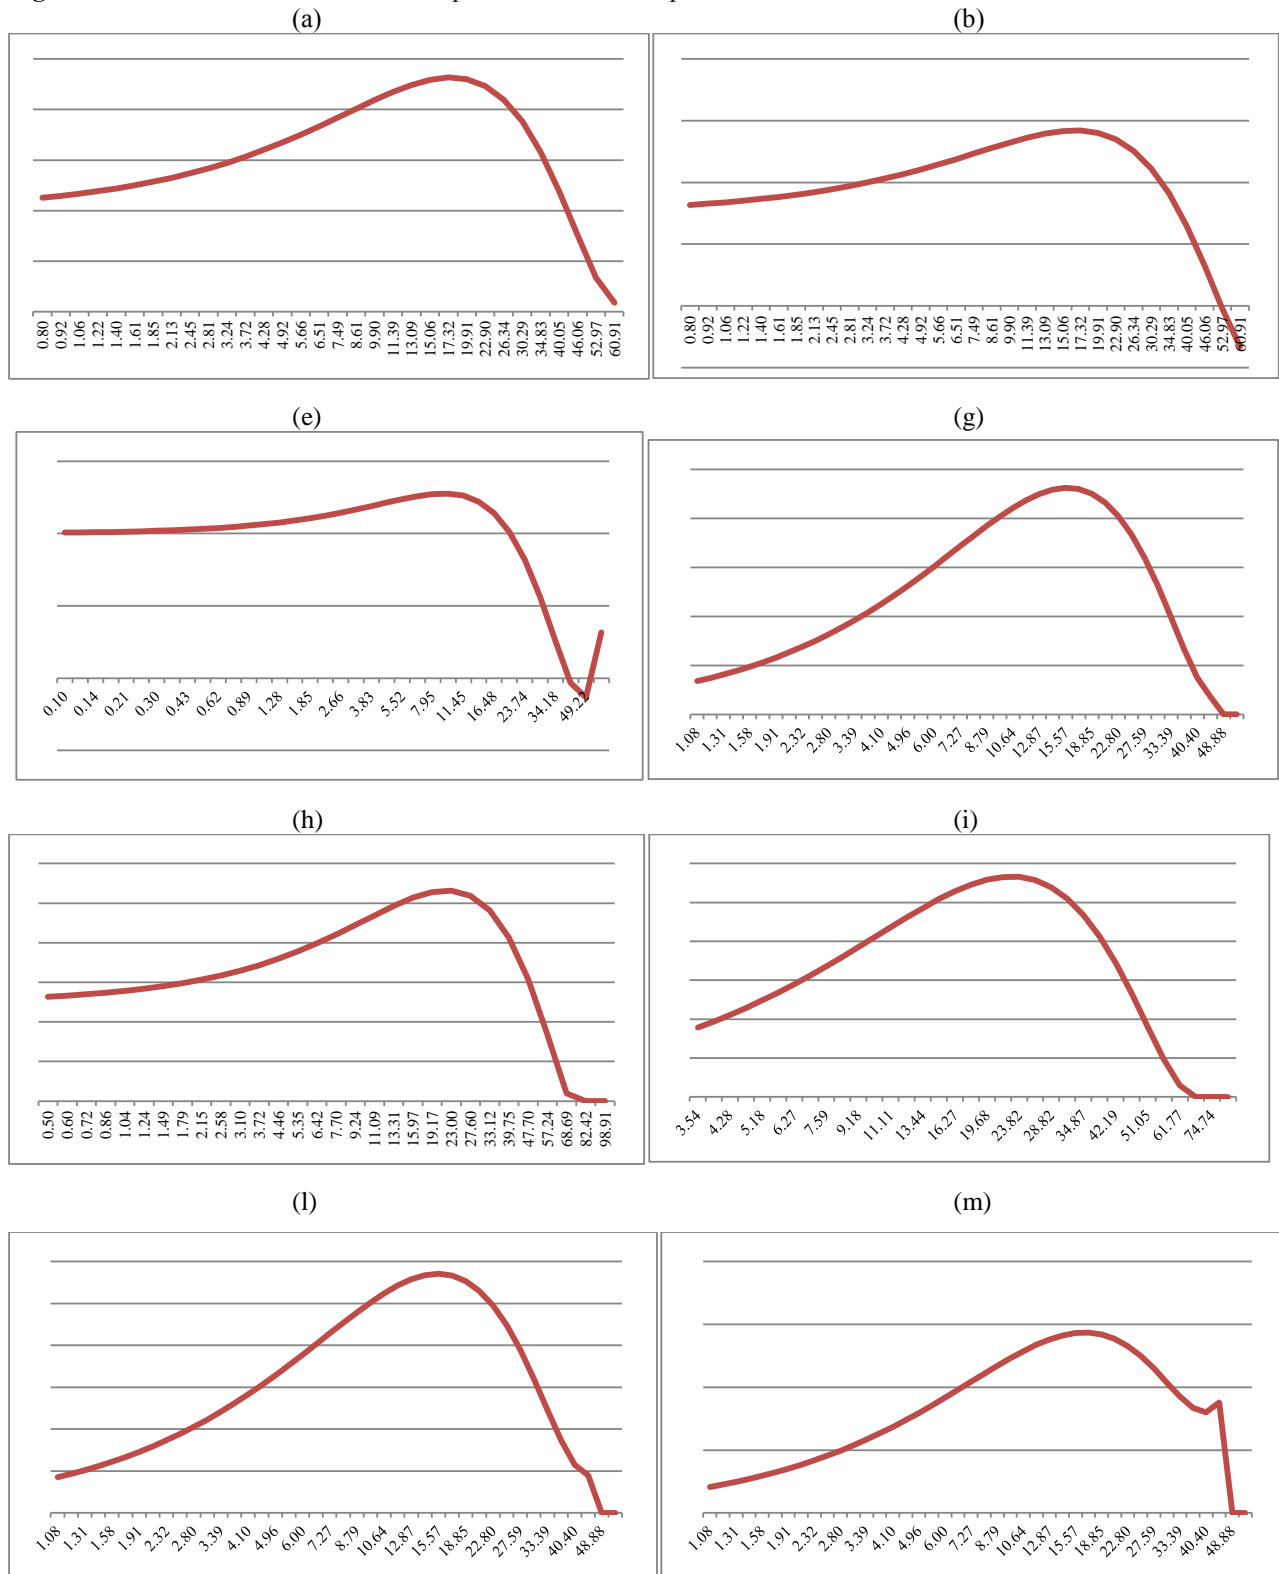 (a) (b)
0.80 0.92 1.06 1.22 1.40 1.61 1.85 2.13 2.45 2.81 3.24 3.72 4.28 4.92 5.66 6.51 7.49 8.61 9.90 11.39 13.09 15.06 17.32 19.91 22.90 26.34 30.29 34.83 40.05 46.06 52.97 60.91
0.80 0.92 1.06 1.22 1.40 1.61 1.85 2.13 2.45 2.81 3.24 3.72 4.28 4.92 5.66 6.51 7.49 8.61 9.90 11.39 13.09 15.06 17.32 19.91 22.90 26.34 30.29 34.83 40.05 46.06 52.97 60.91
(e) (g)
0.10 0.14 0.21 0.30 0.43 0.62 0.89 1.28 1.85 2.66 3.83 5.52 7.95 11.45 16.48 23.74 34.18 49.22
1.08 1.31 1.58 1.91 2.32 2.80 3.39 4.10 4.96 6.00 7.27 8.79 10.64 12.87 15.57 18.85 22.80 27.59 33.39 40.40 48.88
(h) (i)
0.50 0.60 0.72 0.86 1.04 1.24 1.49 1.79 2.15 2.58 3.10 3.72 4.46 5.35 6.42 7.70 9.24 11.09 13.31 15.97 19.17 23.00 27.60 33.12 39.75 47.70 57.24 68.69 82.42 98.91
3.54 4.28 5.18 6.27 7.59 9.18 11.11 13.44 16.27 19.68 23.82 28.82 34.87 42.19 51.05 61.77 74.74
(l) (m)
1.08 1.31 1.58 1.91 2.32 2.80 3.39 4.10 4.96 6.00 7.27 8.79 10.64 12.87 15.57 18.85 22.80 27.59 33.39 40.40 48.88
1.08 1.31 1.58 1.91 2.32 2.80 3.39 4.10 4.96 6.00 7.27 8.79 10.64 12.87 15.57 18.85 22.80 27.59 33.39 40.40 48.88